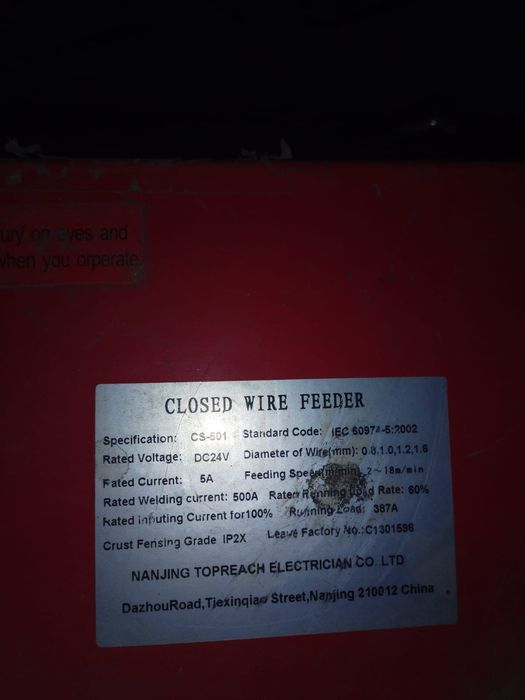 ury on eyes and
when you orperate.
CLOSED WIRE FEEDER
Specification: CS-501 Standard Code: IEC 60974-5:2002
Rated Voltage: DC24V Diameter of Wire(mm): 0.8,1.0,1.2,1.6
Rated Current: 5A Feeding Speed(m/min): 2~18m/min
Rated Welding current: 500A Rated Running Load Rate: 60%
Rated inputing Current for100% Running Load: 387A
Crust Fensing Grade IP2X Leave Factory No.:C1301596
NANJING TOPREACH ELECTRICIAN CO.LTD
DazhouRoad,Tiexinqiao Street,Nanjing 210012 China